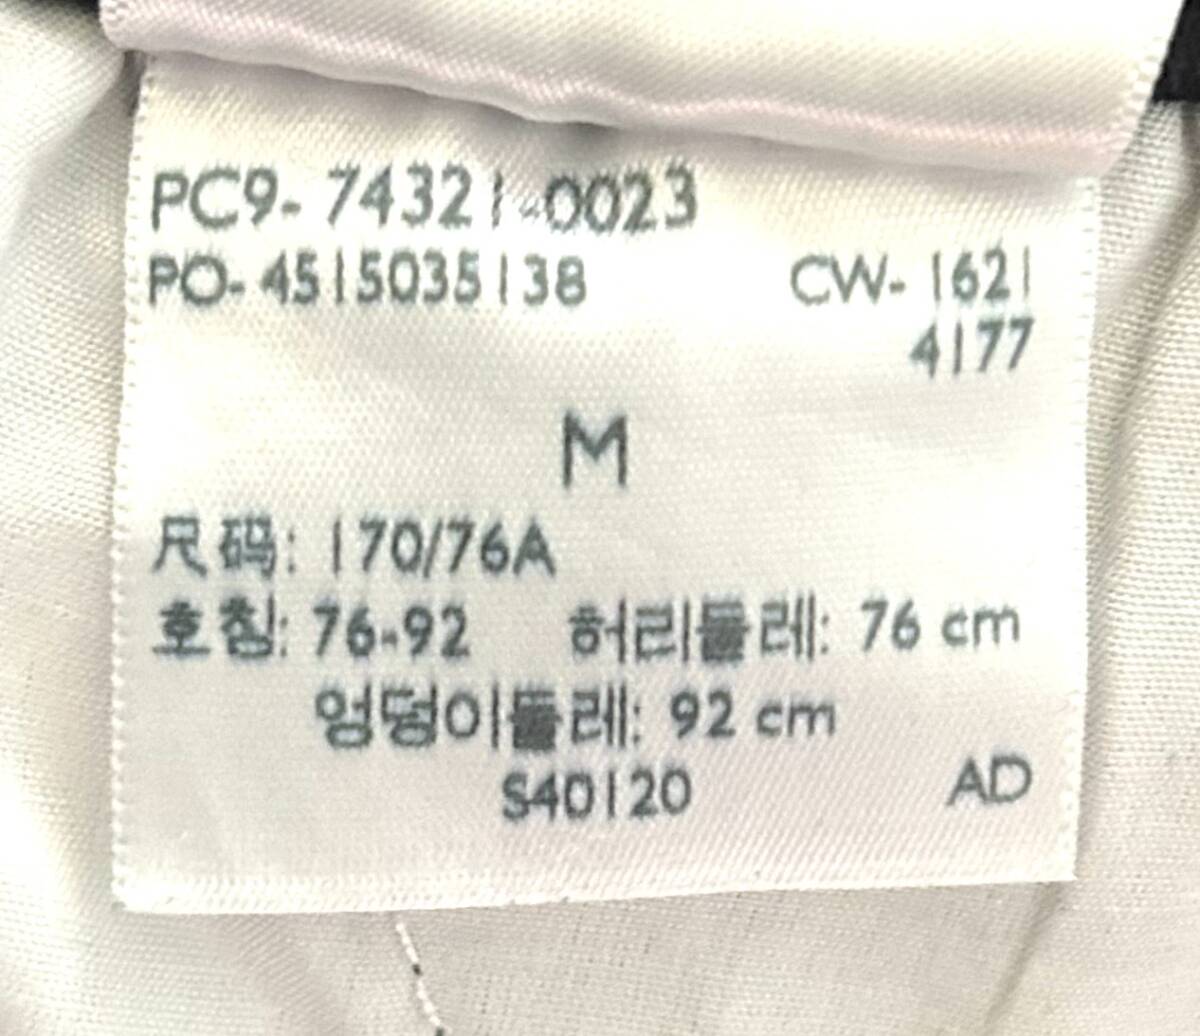 PC9-74321-0023
PO-4515035138 CW-1621
4177
M
尺码: 170/76A
호칭: 76-92 허리둘레: 76 cm
엉덩이둘레: 92 cm
S40120 AD